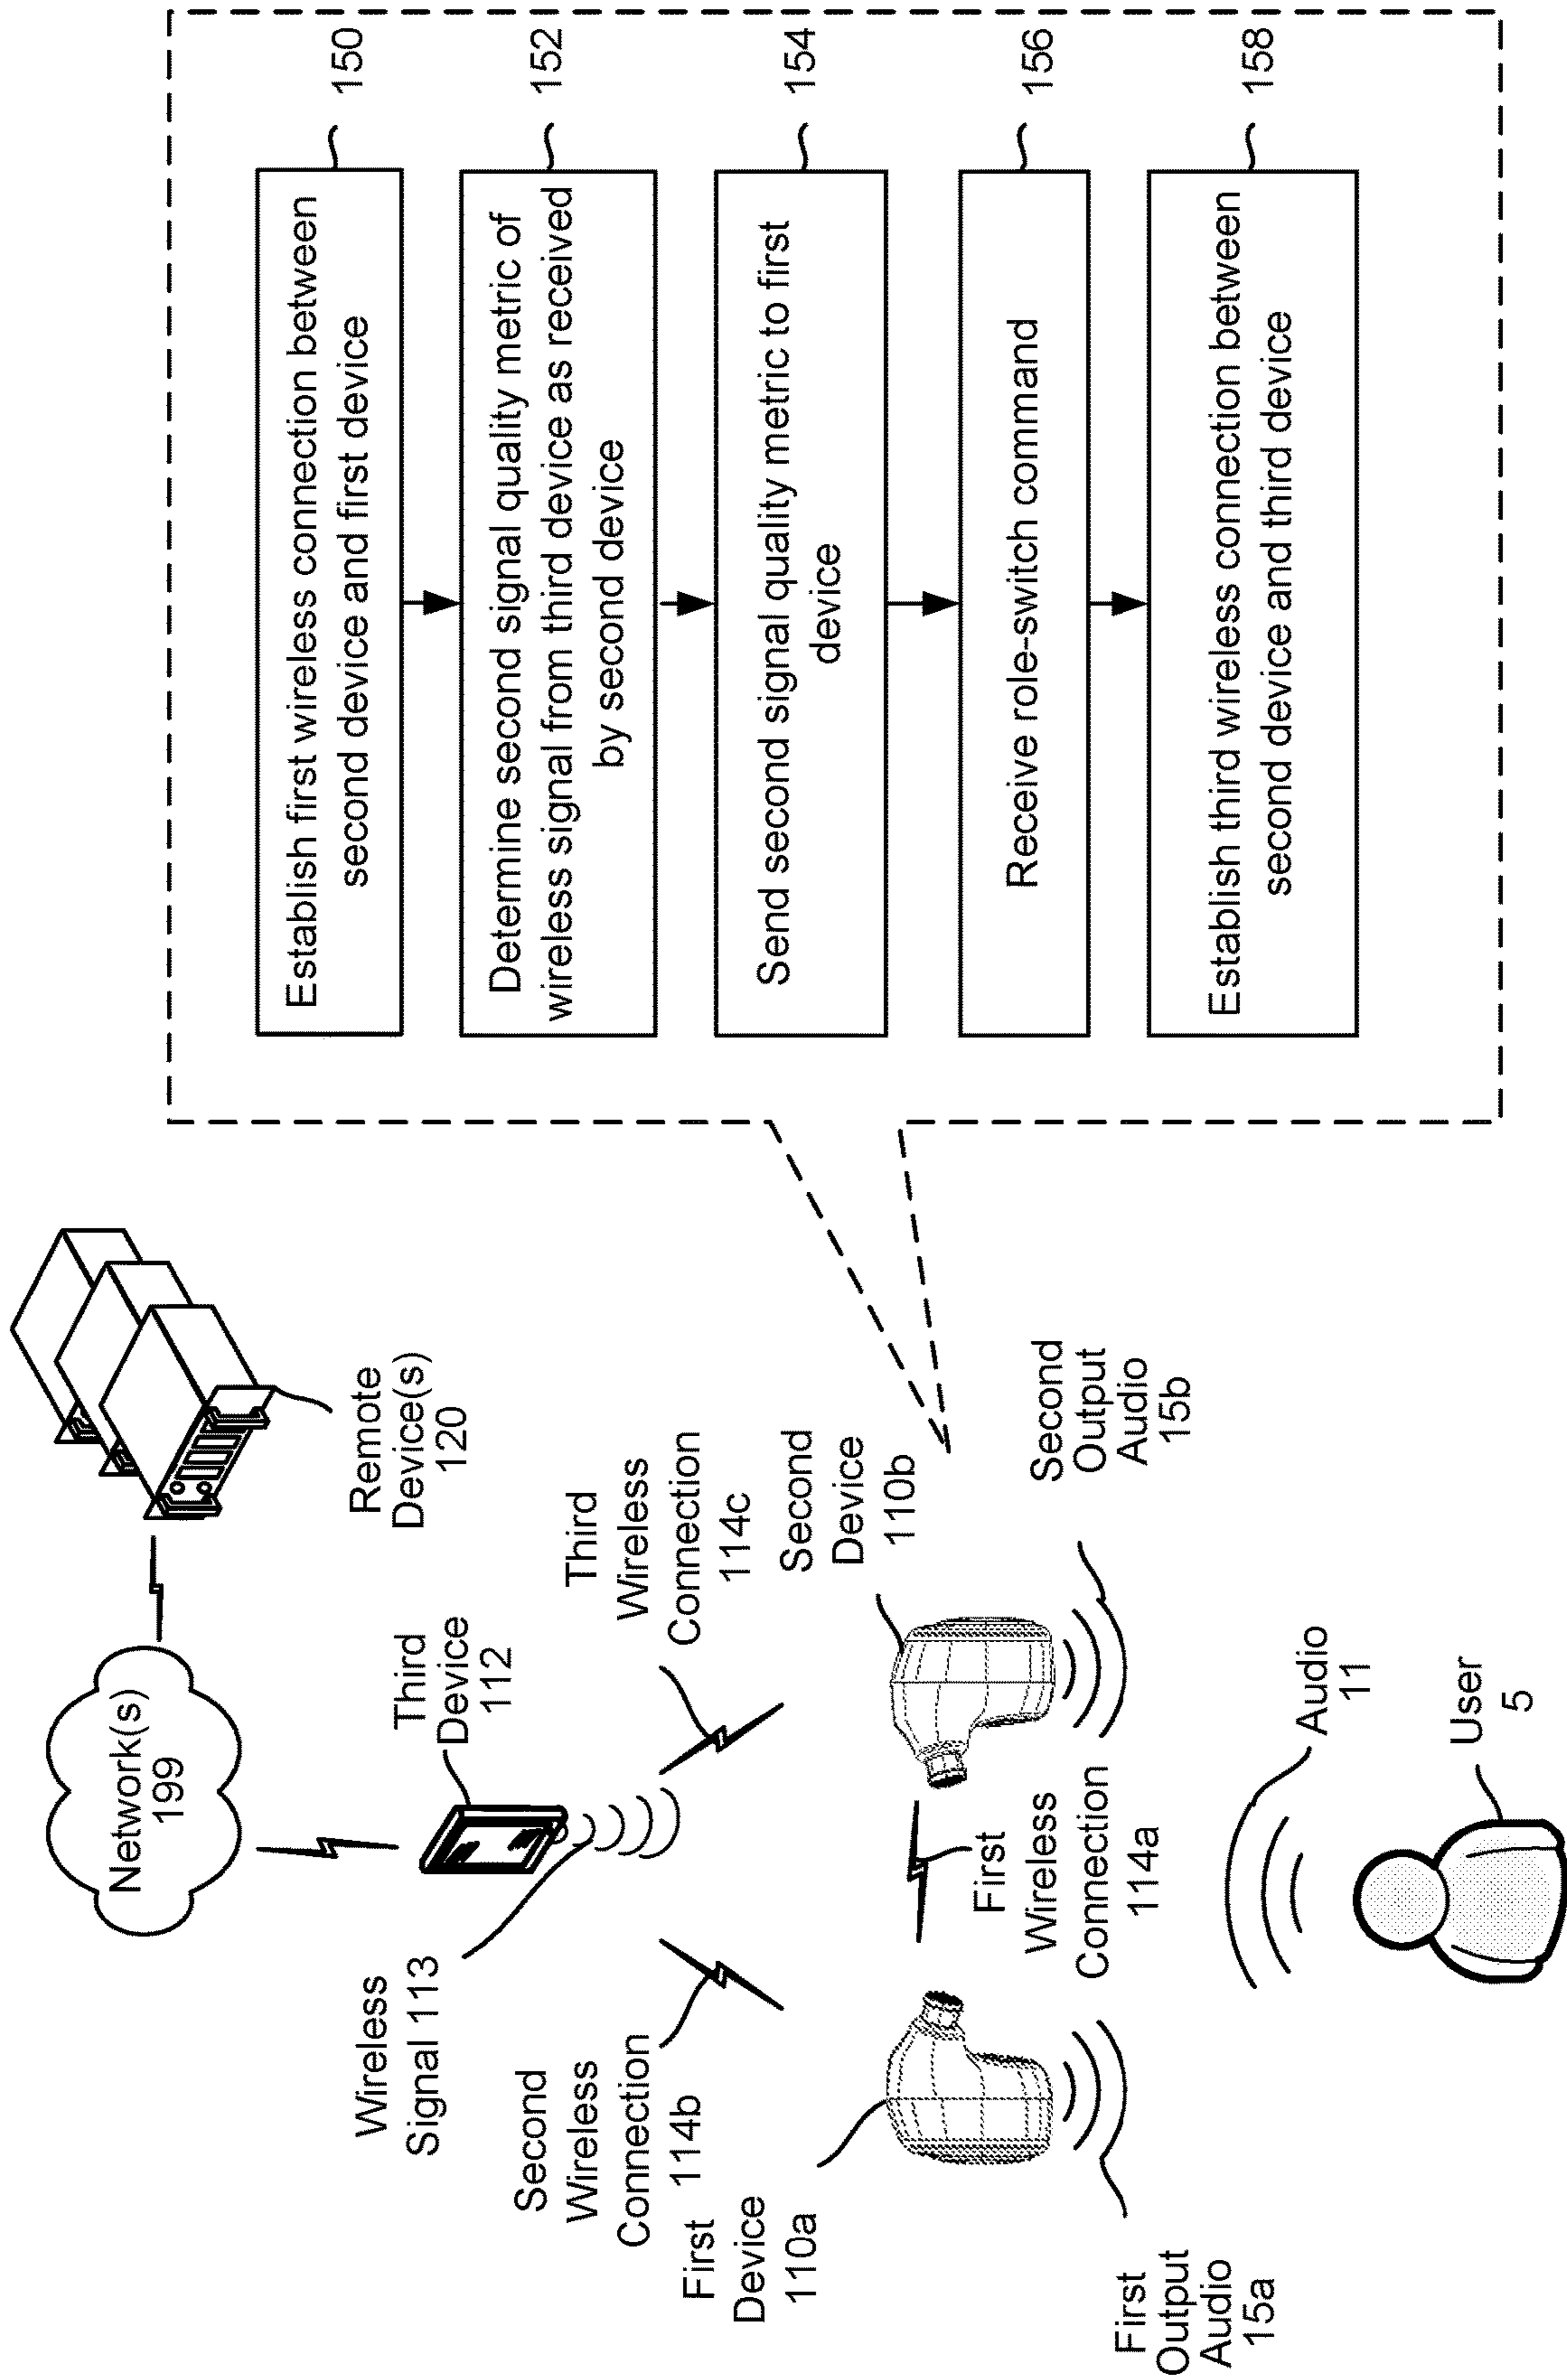 Network(s)
199
Remote
Device(s)
120
Third
Device
112
Wireless
Signal 113
Second
Wireless
Connection
114b
Third
Wireless
Connection
114c
First
Device
110a
Second
Device
110b
First
Wireless
Connection
114a
First
Output
Audio
15a
Second
Output
Audio
15b
Audio
11
User
5
Establish first wireless connection between
second device and first device
150
Determine second signal quality metric of
wireless signal from third device as received
by second device
152
Send second signal quality metric to first
device
154
Receive role-switch command
156
Establish third wireless connection between
second device and third device
158